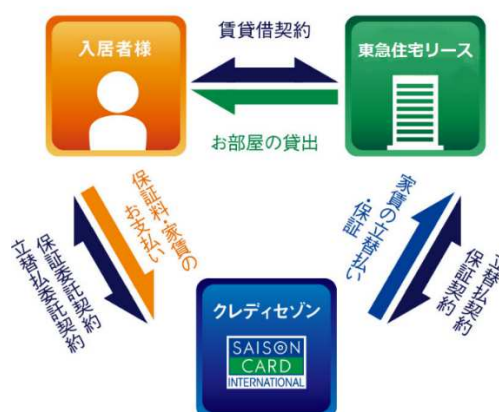 入居者様
賃貸借契約
東急住宅リース
お部屋の貸出
保証料・家賃の
お支払い
保証委託契約
立替払委託契約
家賃の立替払い
・保証
立替払契約
保証契約
クレディセゾン
SAISON
CARD
INTERNATIONAL